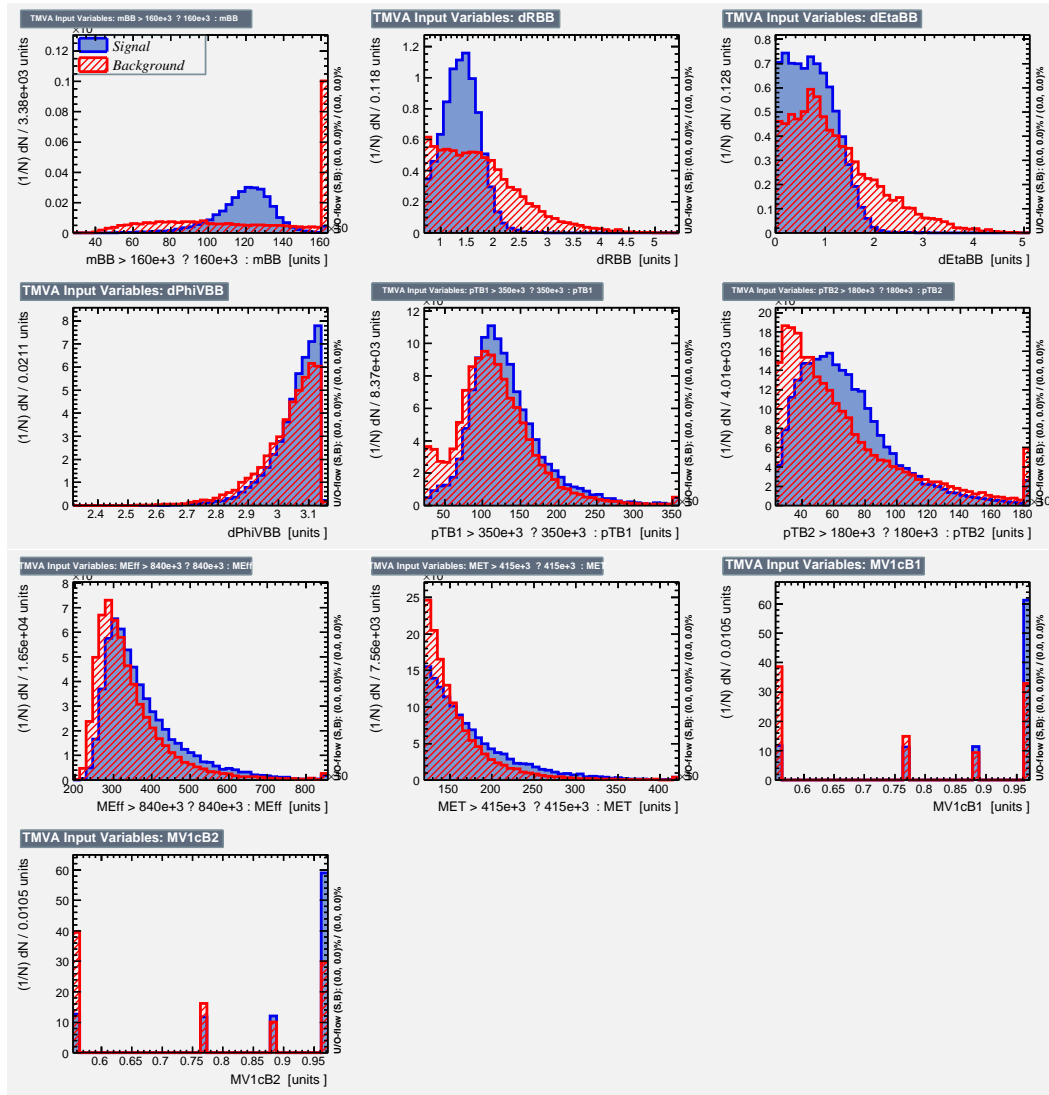 TMVA Input Variables: mBB > 160e+3 ? 160e+3 : mBB
(1/N) dN / 3.38e+03 units
0.12
0.1
0.08
0.06
0.04
0.02
0
Signal
Background
40 60 80 100 120 140 160
mBB > 160e+3 ? 160e+3 : mBB [units ]
U/O-flow (S,B): (0.0, 0.0)% / (0.0, 0.0)%
TMVA Input Variables: dRBB
(1/N) dN / 0.118 units
1.2
1
0.8
0.6
0.4
0.2
0
1 1.5 2 2.5 3 3.5 4 4.5 5
dRBB [units ]
U/O-flow (S,B): (0.0, 0.0)% / (0.0, 0.0)%
TMVA Input Variables: dEtaBB
(1/N) dN / 0.128 units
0.8
0.7
0.6
0.5
0.4
0.3
0.2
0.1
0
0 1 2 3 4 5
dEtaBB [units ]
U/O-flow (S,B): (0.0, 0.0)% / (0.0, 0.0)%
TMVA Input Variables: dPhiVBB
(1/N) dN / 0.0211 units
8
7
6
5
4
3
2
1
0
2.4 2.5 2.6 2.7 2.8 2.9 3 3.1
dPhiVBB [units ]
U/O-flow (S,B): (0.0, 0.0)% / (0.0, 0.0)%
TMVA Input Variables: pTB1 > 350e+3 ? 350e+3 : pTB1
(1/N) dN / 8.37e+03 units
12
10
8
6
4
2
0
50 100 150 200 250 300 350
pTB1 > 350e+3 ? 350e+3 : pTB1 [units ]
U/O-flow (S,B): (0.0, 0.0)% / (0.0, 0.0)%
TMVA Input Variables: pTB2 > 180e+3 ? 180e+3 : pTB2
(1/N) dN / 4.01e+03 units
20
18
16
14
12
10
8
6
4
2
0
40 60 80 100 120 140 160 180
pTB2 > 180e+3 ? 180e+3 : pTB2 [units ]
U/O-flow (S,B): (0.0, 0.0)% / (0.0, 0.0)%
TMVA Input Variables: MEff > 840e+3 ? 840e+3 : MEff
(1/N) dN / 1.65e+04 units
8
7
6
5
4
3
2
1
0
200 300 400 500 600 700 800
MEff > 840e+3 ? 840e+3 : MEff [units ]
U/O-flow (S,B): (0.0, 0.0)% / (0.0, 0.0)%
TMVA Input Variables: MET > 415e+3 ? 415e+3 : MET
(1/N) dN / 7.56e+03 units
25
20
15
10
5
0
150 200 250 300 350 400
MET > 415e+3 ? 415e+3 : MET [units ]
U/O-flow (S,B): (0.0, 0.0)% / (0.0, 0.0)%
TMVA Input Variables: MV1cB1
(1/N) dN / 0.0105 units
60
50
40
30
20
10
0
0.6 0.65 0.7 0.75 0.8 0.85 0.9 0.95
MV1cB1 [units ]
U/O-flow (S,B): (0.0, 0.0)% / (0.0, 0.0)%
TMVA Input Variables: MV1cB2
(1/N) dN / 0.0105 units
60
50
40
30
20
10
0
0.6 0.65 0.7 0.75 0.8 0.85 0.9 0.95
MV1cB2 [units ]
U/O-flow (S,B): (0.0, 0.0)% / (0.0, 0.0)%